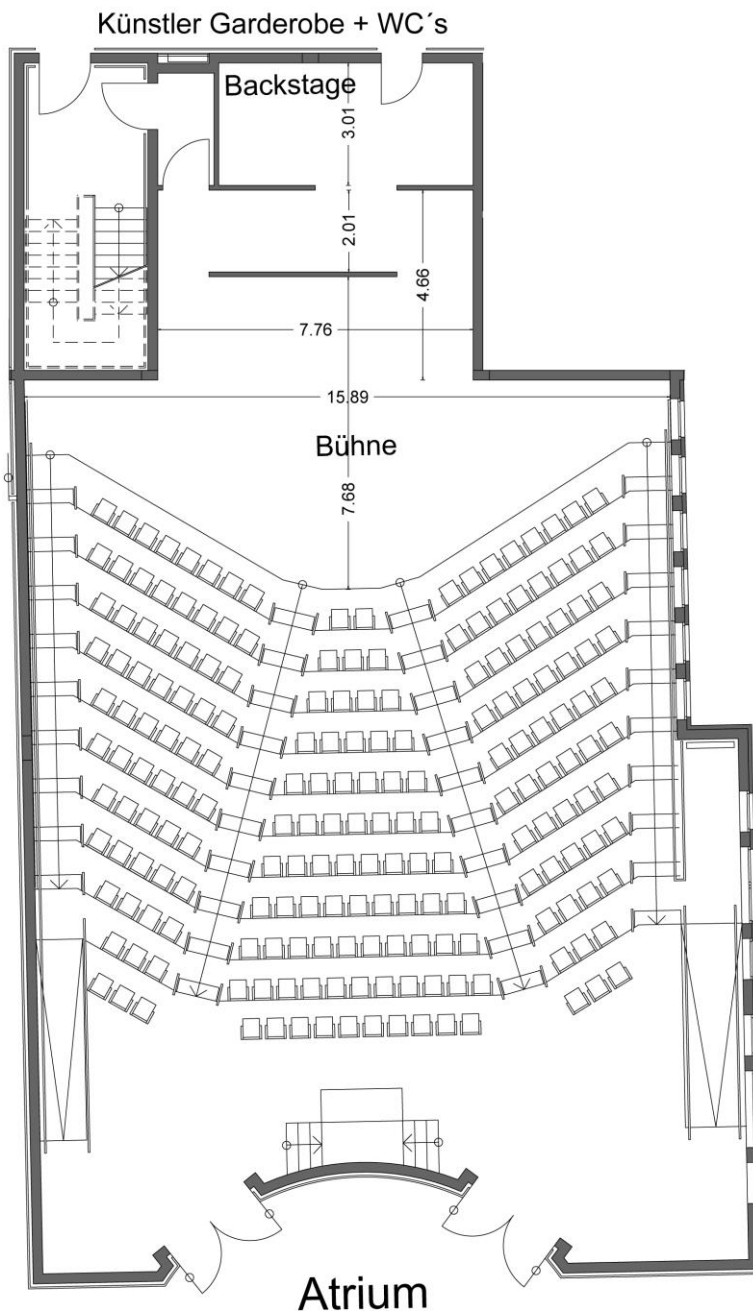 Künstler Garderobe + WC´s
Backstage
3.01
2.01
4.66
7.76
15.89
Bühne
7.68
Atrium